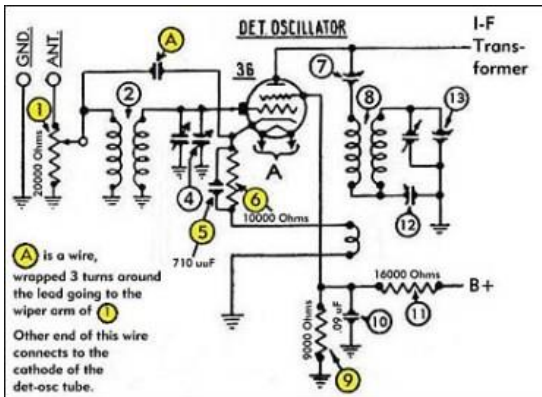 DET. OSCILLATOR
I-F
Trans-
former
GND.
ANT.
A
36
7
13
1
2
8
20000 Ohms
4
A
6
10000 Ohms
5
12
710 uuF
A is a wire,
wrapped 3 turns around
the lead going to the
wiper arm of 1
Other end of this wire
connects to the
cathode of the
det-osc tube.
16000 Ohms
B+
.09 uF
10
11
9000 Ohms
9